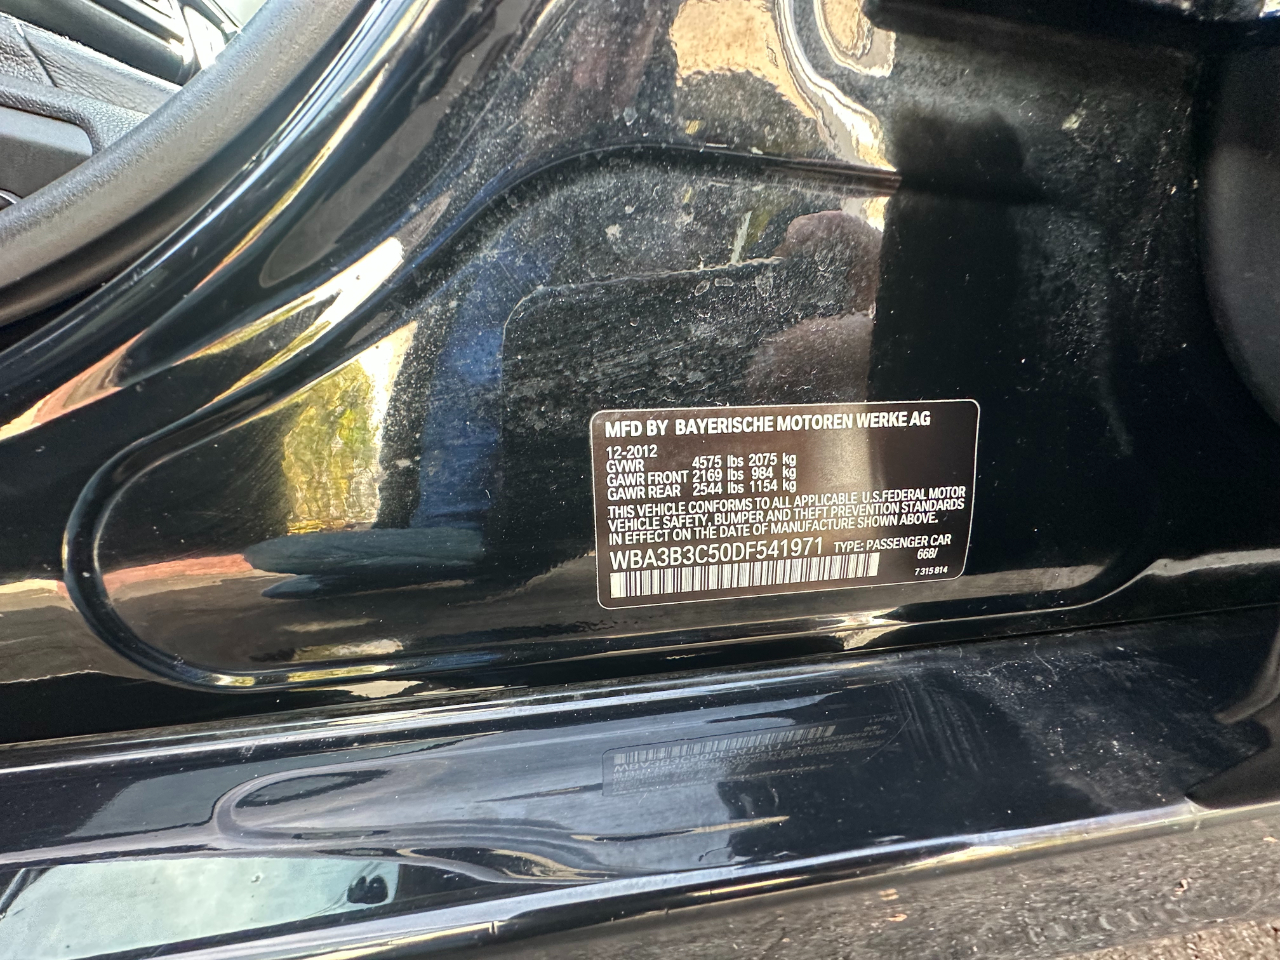 MFD BY BAYERISCHE MOTOREN WERKE AG
12-2012
GVWR 4575 lbs 2075 kg
GAWR FRONT 2169 lbs 984 kg
GAWR REAR 2544 lbs 1154 kg
THIS VEHICLE CONFORMS TO ALL APPLICABLE U.S.FEDERAL MOTOR
VEHICLE SAFETY, BUMPER AND THEFT PREVENTION STANDARDS
IN EFFECT ON THE DATE OF MANUFACTURE SHOWN ABOVE.
WBA3B3C50DF541971 TYPE: PASSENGER CAR
668/
7 315 814